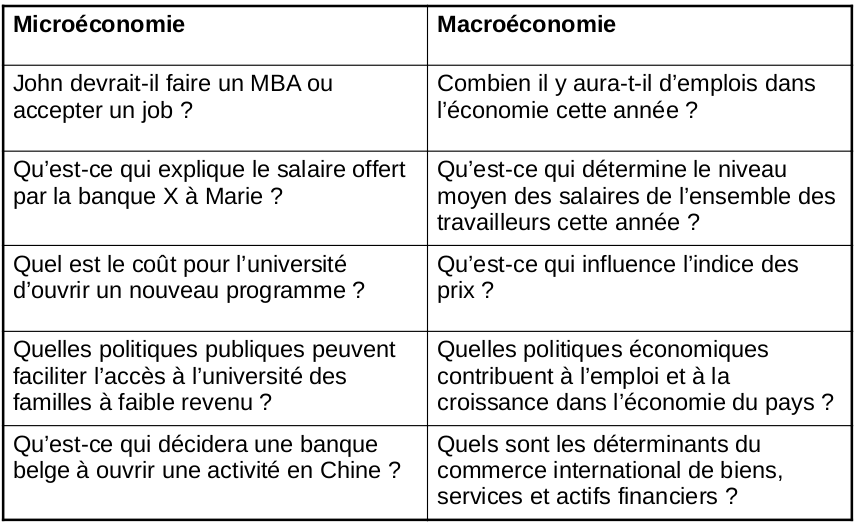 Microéconomie
Macroéconomie
John devrait-il faire un MBA ou
accepter un job ?
Combien il y aura-t-il d’emplois dans
l’économie cette année ?
Qu’est-ce qui explique le salaire offert
par la banque X à Marie ?
Qu’est-ce qui détermine le niveau
moyen des salaires de l’ensemble des
travailleurs cette année ?
Quel est le coût pour l’université
d’ouvrir un nouveau programme ?
Qu’est-ce qui influence l’indice des
prix ?
Quelles politiques publiques peuvent
faciliter l’accès à l’université des
familles à faible revenu ?
Quelles politiques économiques
contribuent à l’emploi et à la
croissance dans l’économie du pays ?
Qu’est-ce qui décidera une banque
belge à ouvrir une activité en Chine ?
Quels sont les déterminants du
commerce international de biens,
services et actifs financiers ?